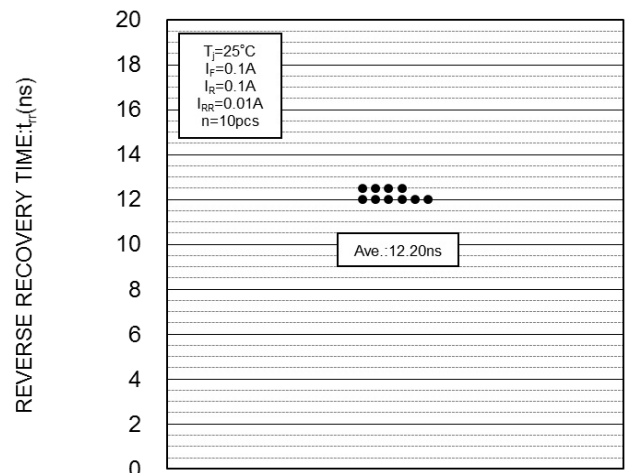 REVERSE RECOVERY TIME:trr(ns)
20
18
16
14
12
10
8
6
4
2
0
Tj=25°C
IF=0.1A
IR=0.1A
IRR=0.01A
n=10pcs
Ave.:12.20ns